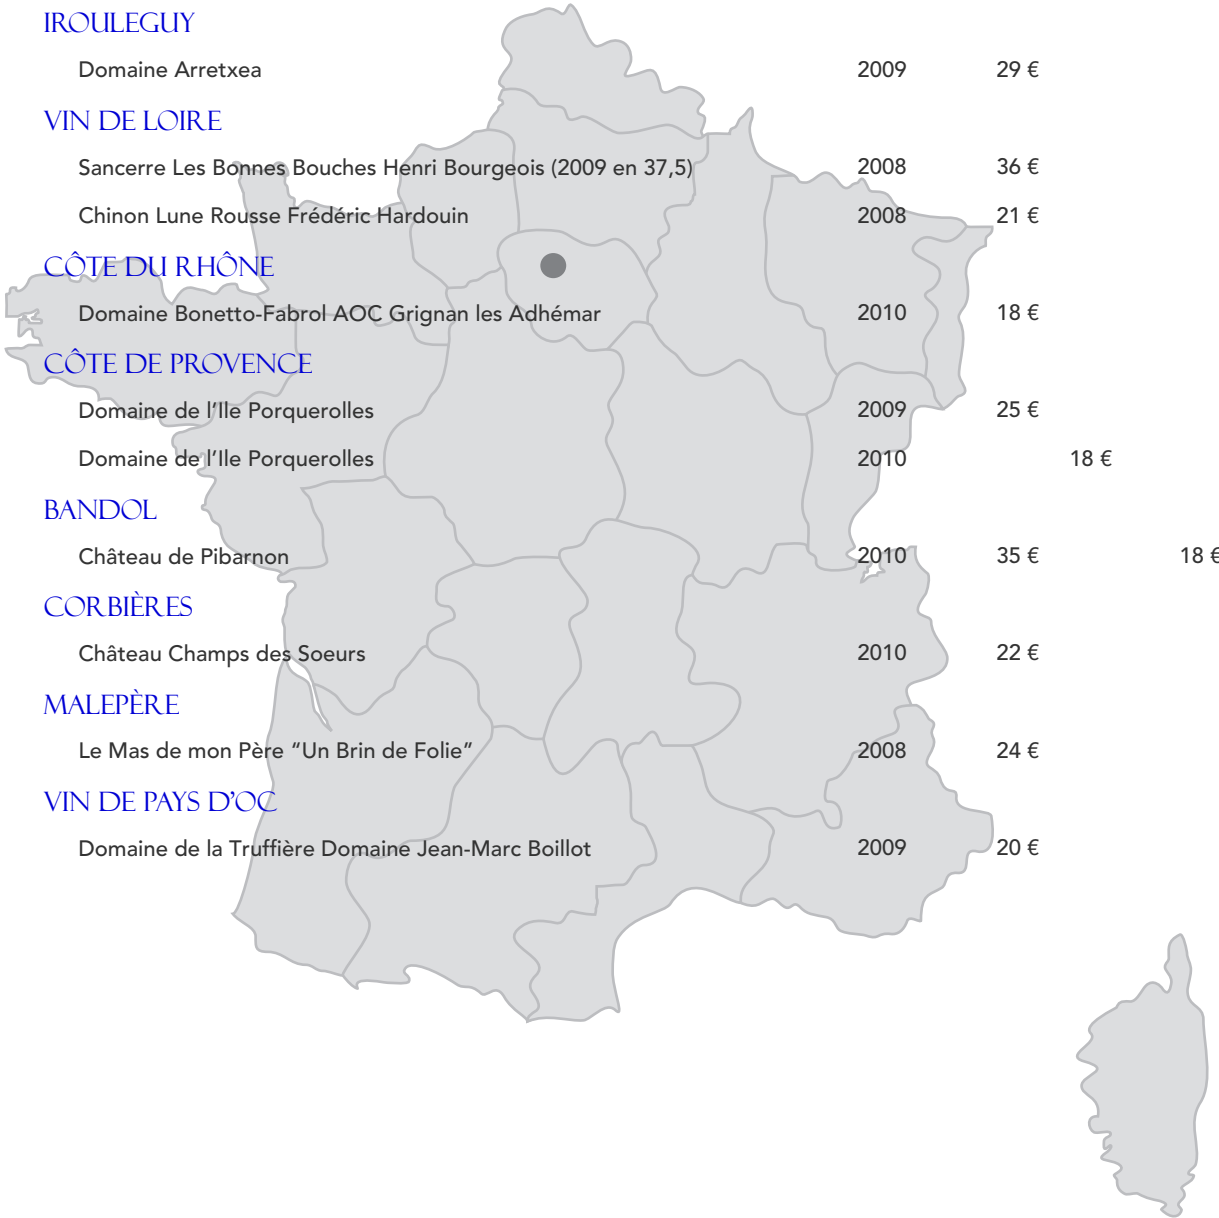 IROULEGUY
Domaine Arretxea 2009 29 €
VIN DE LOIRE
Sancerre Les Bonnes Bouches Henri Bourgeois (2009 en 37,5) 2008 36 €
Chinon Lune Rousse Frédéric Hardouin 2008 21 €
CÔTE DU RHÔNE
Domaine Bonetto-Fabrol AOC Grignan les Adhémar 2010 18 €
CÔTE DE PROVENCE
Domaine de l'Ile Porquerolles 2009 25 €
Domaine de l'Ile Porquerolles 2010 18 €
BANDOL
Château de Pibarnon 2010 35 € 18 €
CORBIÈRES
Château Champs des Soeurs 2010 22 €
MALEPÈRE
Le Mas de mon Père “Un Brin de Folie” 2008 24 €
VIN DE PAYS D'OC
Domaine de la Truffière Domaine Jean-Marc Boillot 2009 20 €